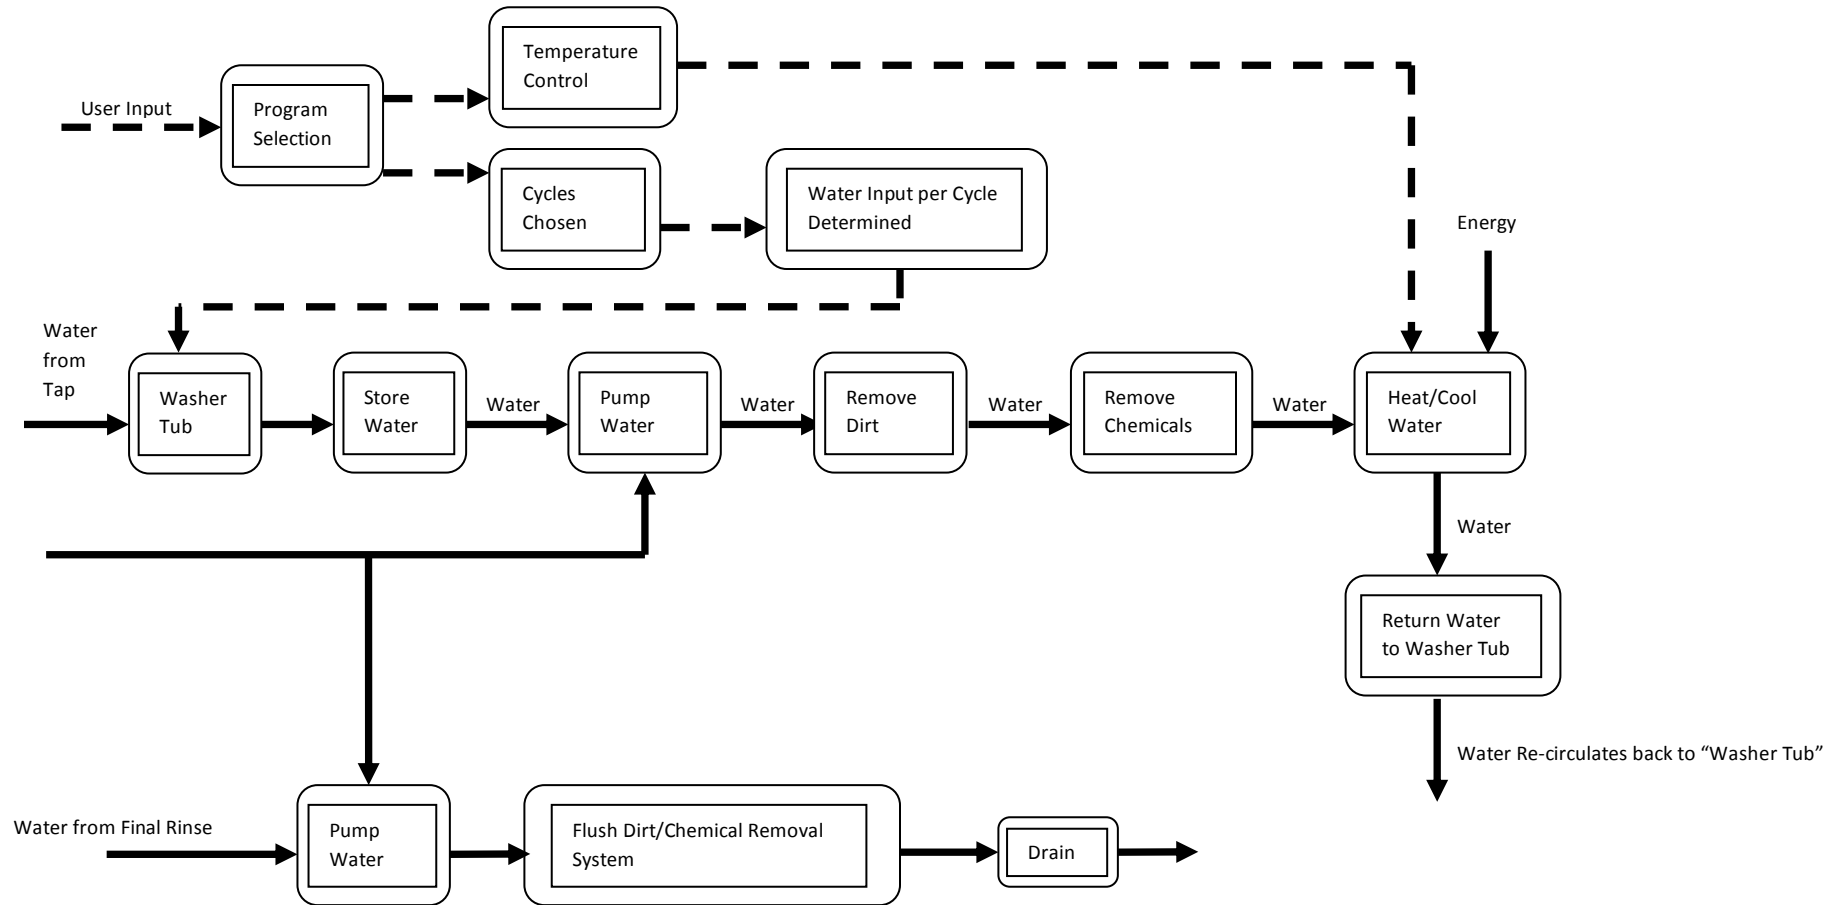 Temperature
Control
User Input
Program
Selection
Cycles
Chosen
Water Input per Cycle
Determined
Energy
Water
from
Tap
Washer
Tub
Store
Water
Water
Pump
Water
Water
Remove
Dirt
Water
Remove
Chemicals
Water
Heat/Cool
Water
Water
Return Water
to Washer Tub
Water Re-circulates back to “Washer Tub”
Water from Final Rinse
Pump
Water
Flush Dirt/Chemical Removal
System
Drain